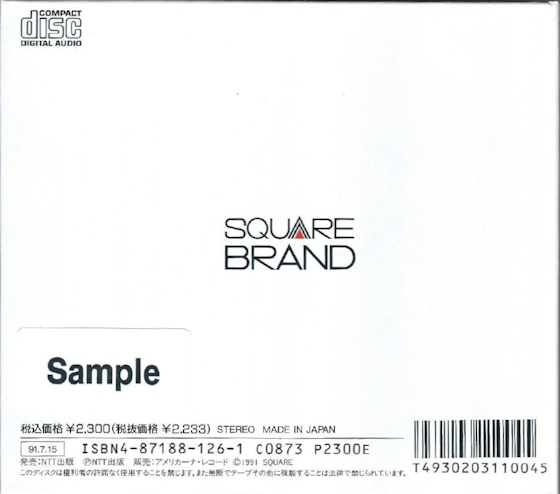 COMPACT
disc
DIGITAL AUDIO
SQUARE
BRAND
Sample
税込価格 ¥2,300(税抜価格 ¥2,233) STEREO MADE IN JAPAN
91.7.15 ISBN4-87188-126-1 C0873 P2300E
発売:NTT出版 ℗NTT出版 販売:アメリカーナ・レコード ©1991 SQUARE
このディスクは権利者の許諾なく使用することを禁じます。また無断でテープその他に複製することは法律で禁じられています。
T4930203110045